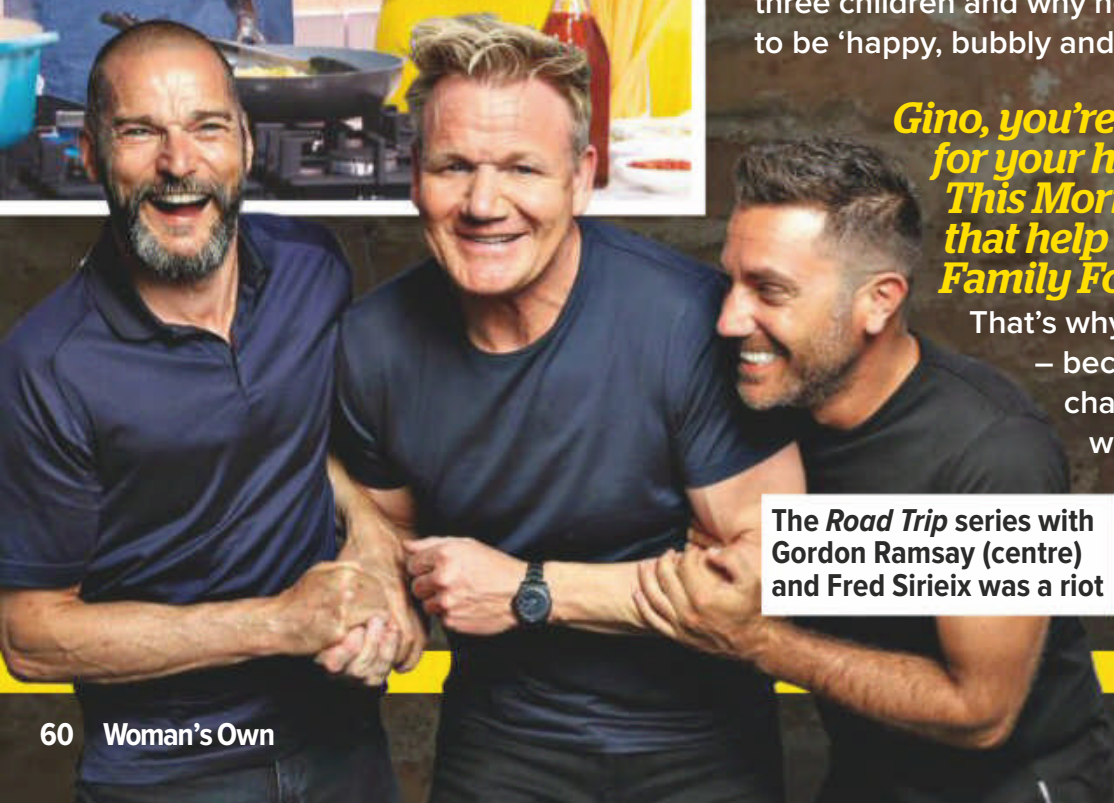 three children and why h
to be ‘happy, bubbly and
Gino, you’re
for your h
This Mor
that help
Family Fo
That’s why
– bec
cha
w
The Road Trip series with
Gordon Ramsay (centre)
and Fred Sirieix was a riot
60 Woman’s Own